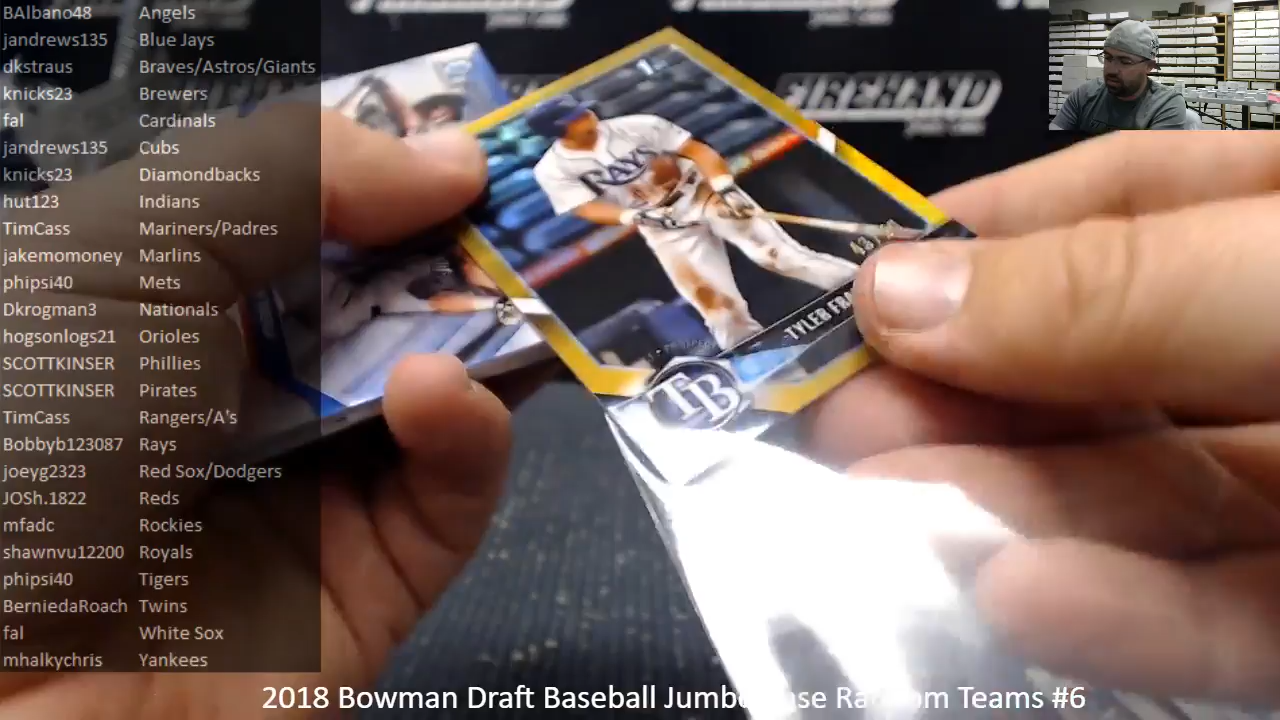 BAlbano48 Angels
jandrews135 Blue Jays
dkstraus Braves/Astros/Giants
knicks23 Brewers
fal Cardinals
jandrews135 Cubs
knicks23 Diamondbacks
hut123 Indians
TimCass Mariners/Padres
jakemomoney Marlins
phipsi40 Mets
Dkrogman3 Nationals
hogsonlogs21 Orioles
SCOTTKINSER Phillies
SCOTTKINSER Pirates
TimCass Rangers/A's
Bobbyb123087 Rays
joeyg2323 Red Sox/Dodgers
JOSh.1822 Reds
mfadc Rockies
shawnvu12200 Royals
phipsi40 Tigers
BerniedaRoach Twins
fal White Sox
mhalkychris Yankees
FIREHAND
1st
RAYS
TYLER
TB
2018 Bowman Draft Baseball Teams #6